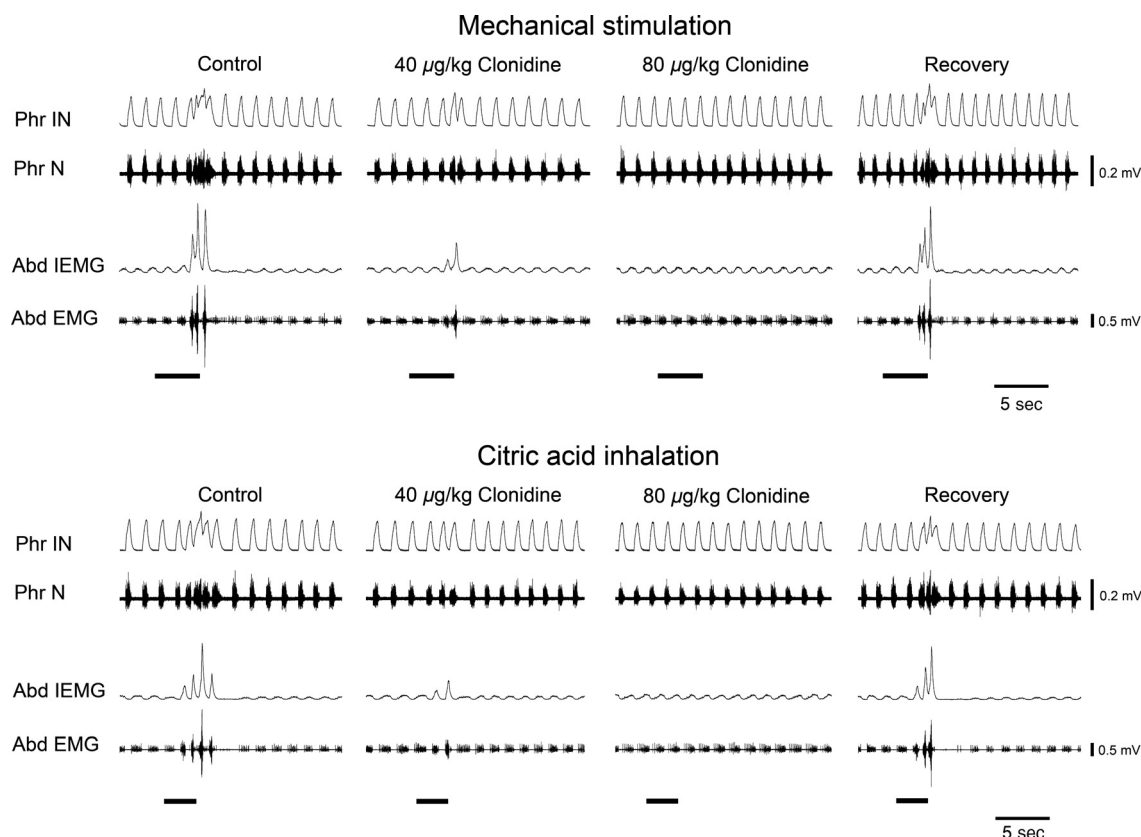 Mechanical stimulation
Control 40 µg/kg Clonidine 80 µg/kg Clonidine Recovery
Phr IN
Phr N
0.2 mV
Abd IEMG
Abd EMG
0.5 mV
5 sec
Citric acid inhalation
Control 40 µg/kg Clonidine 80 µg/kg Clonidine Recovery
Phr IN
Phr N
0.2 mV
Abd IEMG
Abd EMG
0.5 mV
5 sec